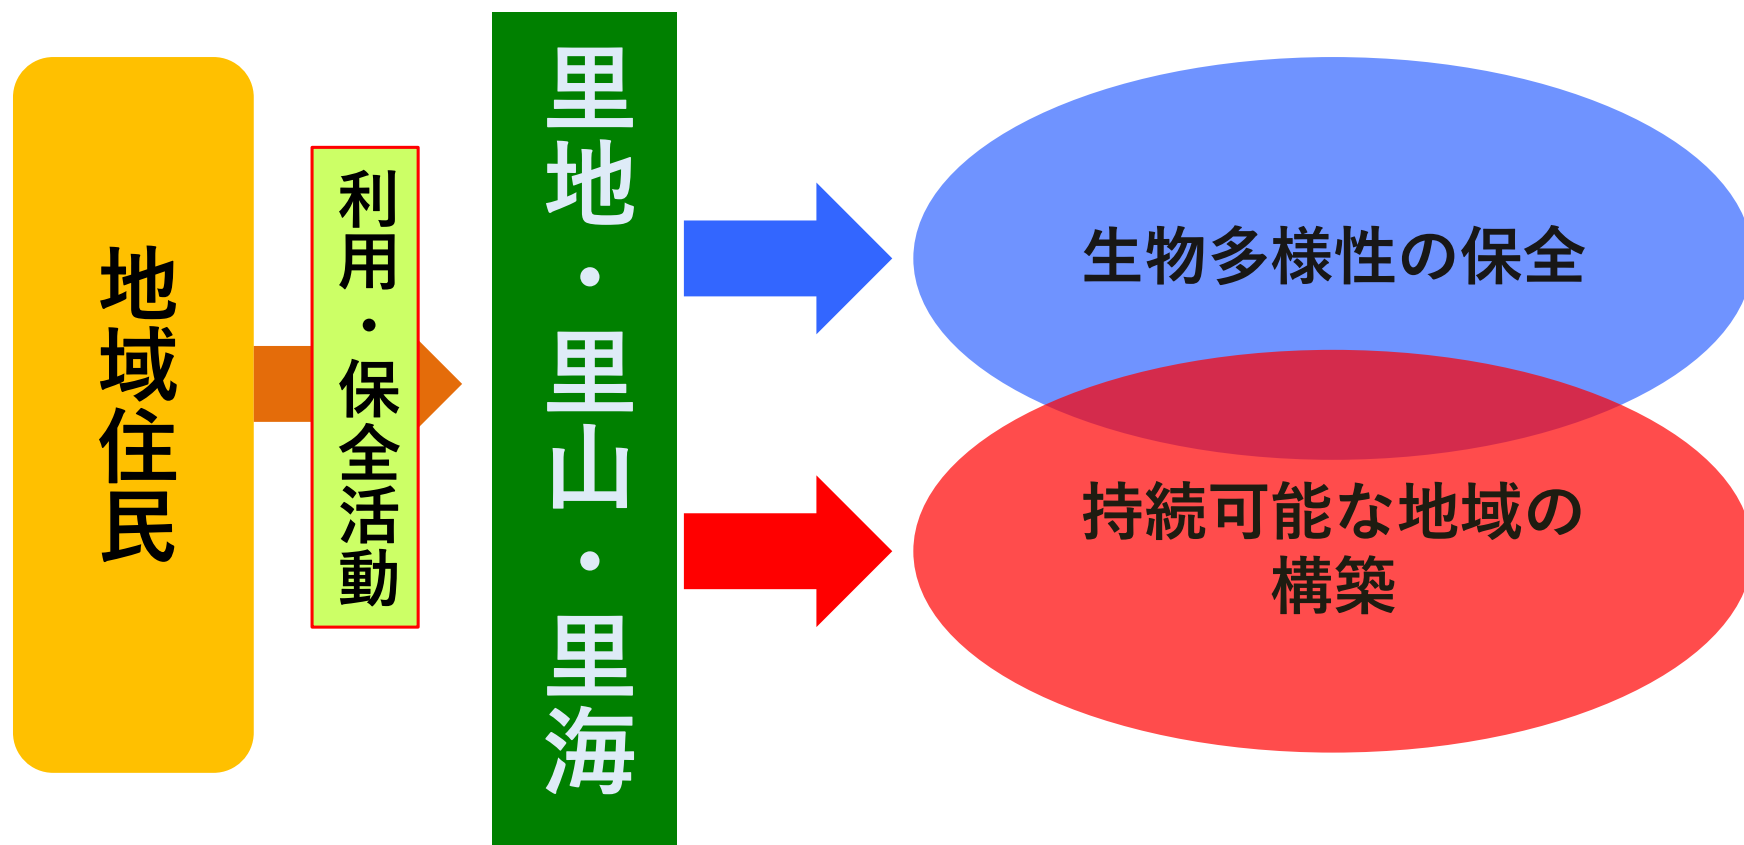 地域住民
利用・保全活動
里地・里山・里海
生物多様性の保全
持続可能な地域の
構築